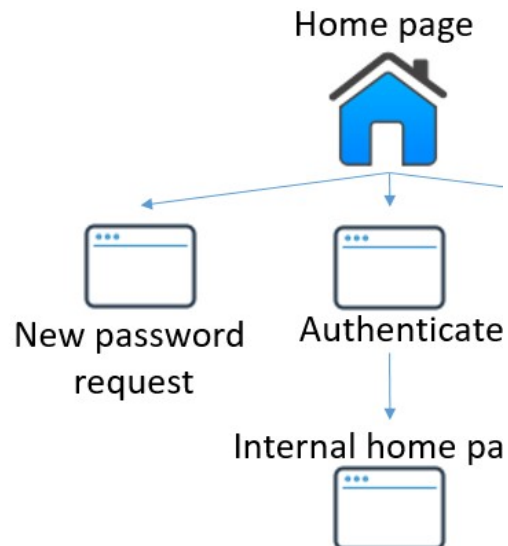 Home page
New password
request
Authenticate
Internal home pa